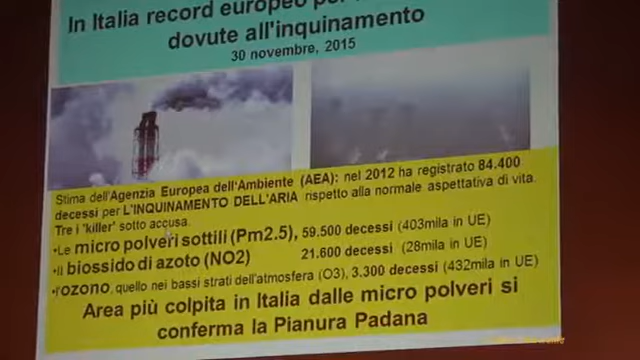 In Italia record europeo per
dovute all'inquinamento
30 novembre, 2015
Stima dell'Agenzia Europea dell'Ambiente (AEA): nel 2012 ha registrato 84.400
decessi per L'INQUINAMENTO DELL'ARIA rispetto alla normale aspettativa di vita.
Tre i 'killer' sotto accusa.
•Le micro polveri sottili (Pm2.5), 59.500 decessi (403mila in UE)
•Il biossido di azoto (NO2) 21.600 decessi (28mila in UE)
•l'ozono, quello nei bassi strati dell'atmosfera (O3), 3.300 decessi (432mila in UE)
Area più colpita in Italia dalle micro polveri si
conferma la Pianura Padana